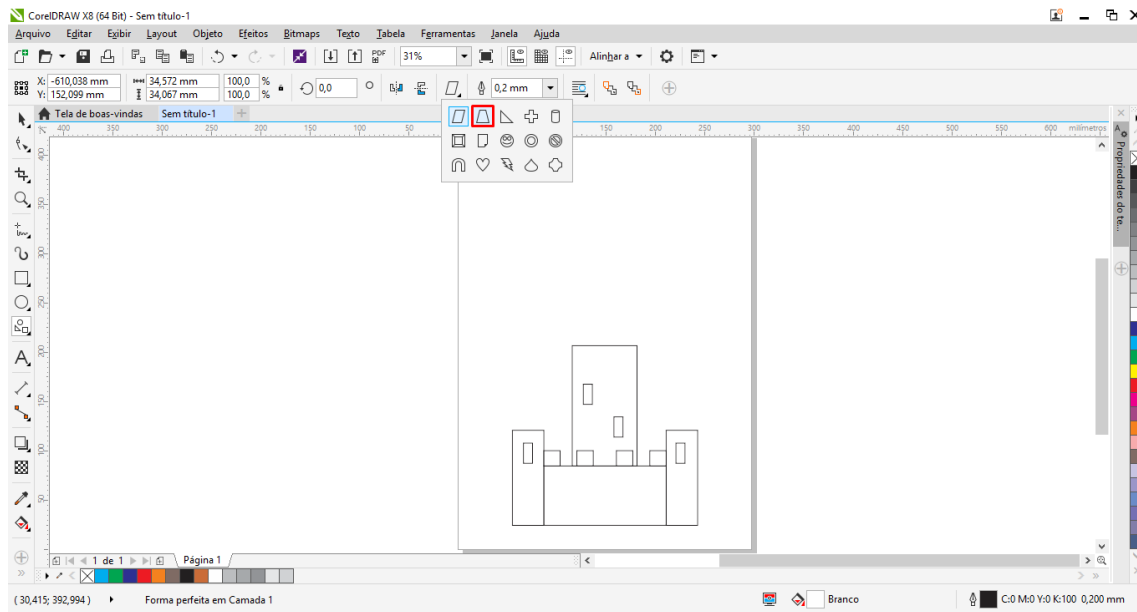 CorelDRAW X8 (64 Bit) - Sem título-1
Arquivo Editar Exibir Layout Objeto Efeitos Bitmaps Texto Tabela Ferramentas Janela Ajuda
PDF 31% Alinhar a
X: -610,038 mm 34,572 mm 100,0 % 0,0 0,2 mm
Y: 152,099 mm 34,067 mm 100,0 %
Tela de boas-vindas Sem título-1
400 350 300 250 200 150 100 50 150 200 250 300 350 400 450 500 550 600 milímetros
Propriedades do te...
1 de 1 Página 1
( 30,415; 392,994 ) Forma perfeita em Camada 1 Branco C:0 M:0 Y:0 K:100 0,200 mm